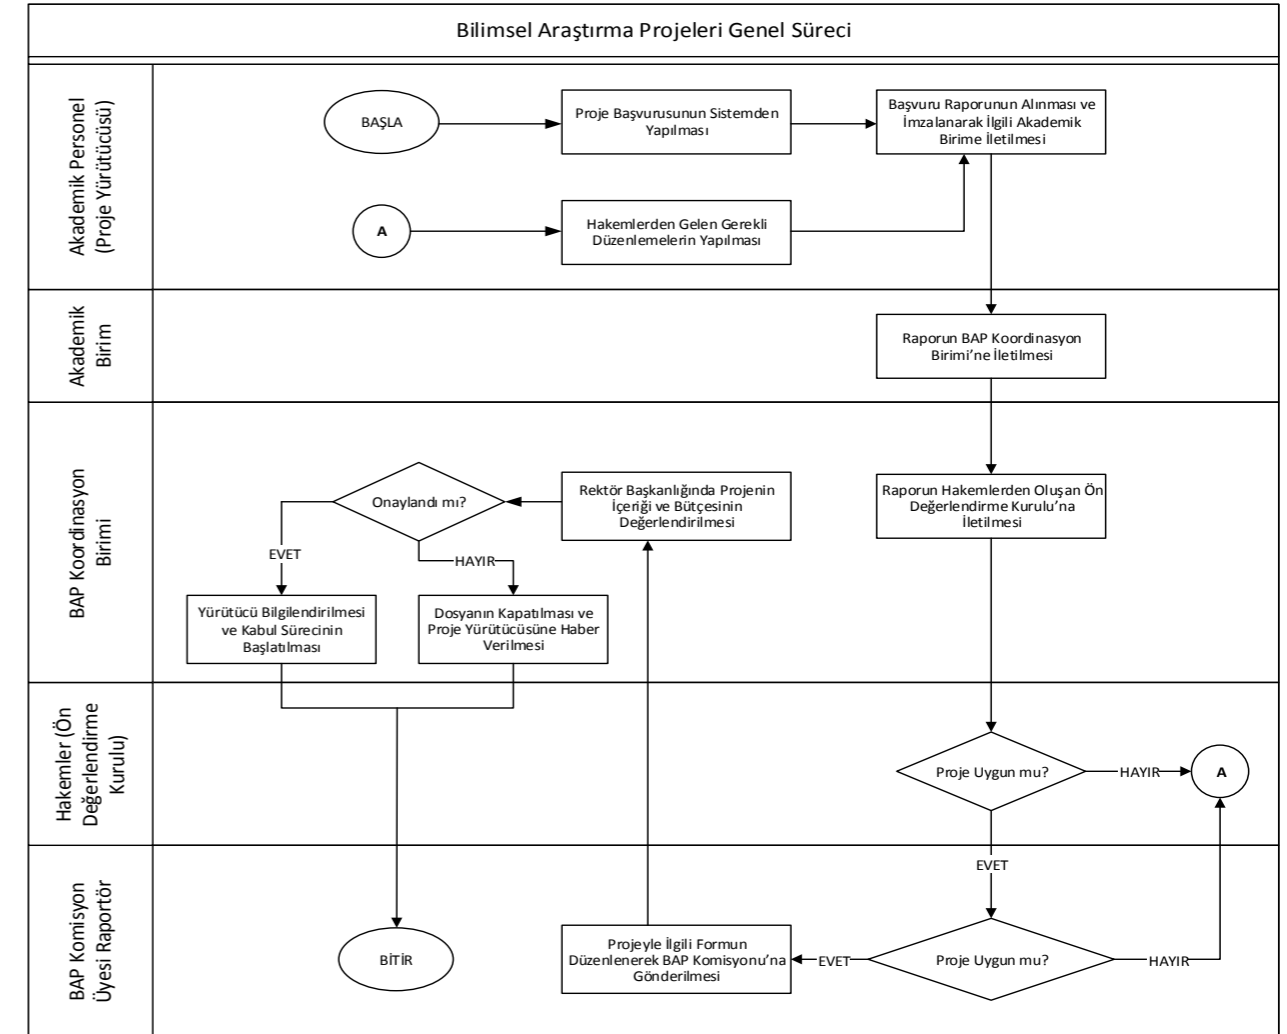 Bilimsel Araştırma Projeleri Genel Süreci
Akademik Personel
(Proje Yürütücüsü)
BAŞLA
Proje Başvurusunun Sistemden
Yapılması
Başvuru Raporunun Alınması ve
İmzalanarak İlgili Akademik
Birime İletilmesi
A
Hakemlerden Gelen Gerekli
Düzenlemelerin Yapılması
Akademik
Birim
Raporun BAP Koordinasyon
Birimi’ne İletilmesi
BAP Koordinasyon
Birimi
Onaylandı mı?
Rektör Başkanlığında Projenin
İçeriği ve Bütçesinin
Değerlendirilmesi
Raporun Hakemlerden Oluşan Ön
Değerlendirme Kurulu’na
İletilmesi
EVET
HAYIR
Yürütücü Bilgilendirilmesi
ve Kabul Sürecinin
Başlatılması
Dosyanın Kapatılması ve
Proje Yürütücüsüne Haber
Verilmesi
Hakemler (Ön
Değerlendirme
Kurulu)
Proje Uygun mu?
HAYIR
A
EVET
BAP Komisyon
Üyesi Raportör
BİTİR
Projeyle İlgili Formun
Düzenlenerek BAP Komisyonu’na
Gönderilmesi
EVET
Proje Uygun mu?
HAYIR